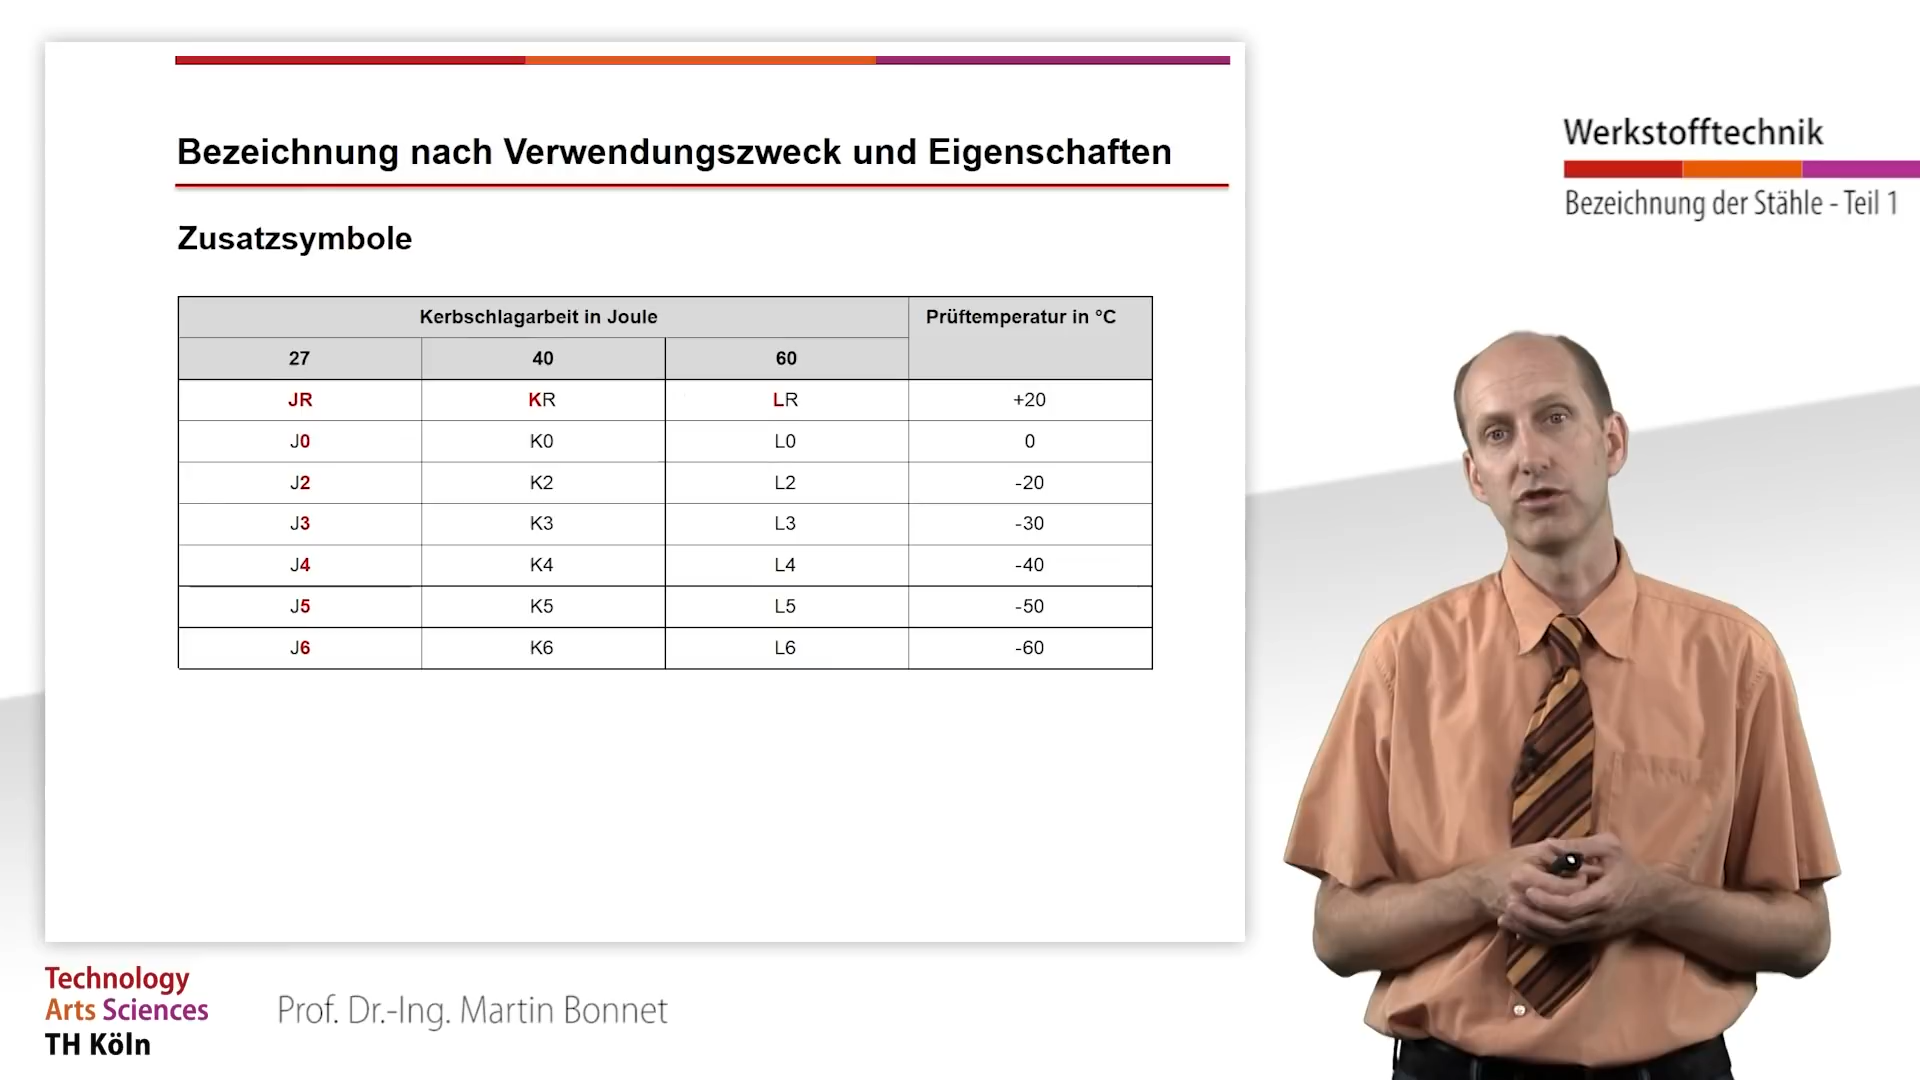 Bezeichnung nach Verwendungszweck und Eigenschaften
Zusatzsymbole
Kerbschlagarbeit in Joule Prüftemperatur in °C
27 40 60
JR KR LR +20
J0 K0 L0 0
J2 K2 L2 -20
J3 K3 L3 -30
J4 K4 L4 -40
J5 K5 L5 -50
J6 K6 L6 -60
Werkstofftechnik
Bezeichnung der Stähle - Teil 1
Technology
Arts Sciences
TH Köln
Prof. Dr.-Ing. Martin Bonnet